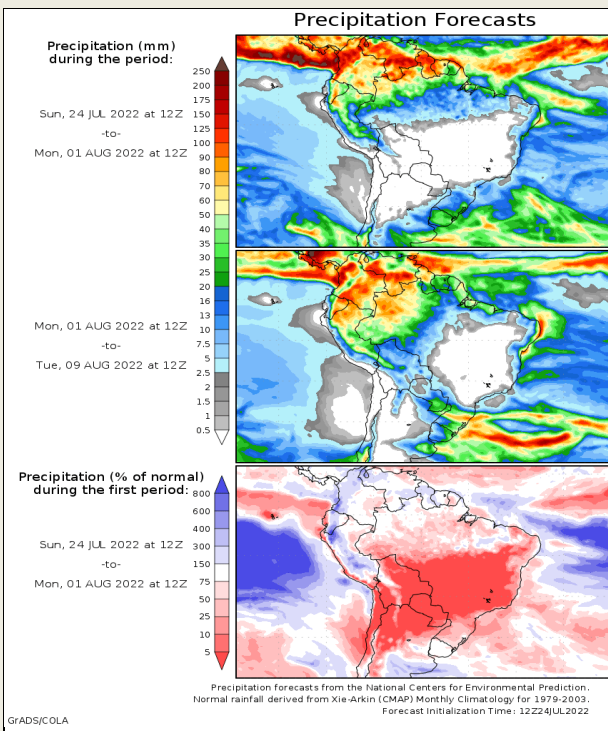 Precipitation Forecasts
Precipitation (mm)
during the period:
Sun, 24 JUL 2022 at 12Z
-to-
Mon, 01 AUG 2022 at 12Z
250
200
175
150
125
100
90
80
70
60
50
40
35
30
25
20
16
13
10
7.5
5
2.5
2
1.5
1
0.5
Mon, 01 AUG 2022 at 12Z
-to-
Tue, 09 AUG 2022 at 12Z
Precipitation (% of normal)
during the first period:
Sun, 24 JUL 2022 at 12Z
-to-
Mon, 01 AUG 2022 at 12Z
800
600
400
300
150
75
50
25
10
5
Precipitation forecasts from the National Centers for Environmental Prediction.
Normal rainfall derived from Xie-Arkin (CMAP) Monthly Climatology for 1979-2003.
Forecast Initialization Time: 12Z24JUL2022
GrADS/COLA